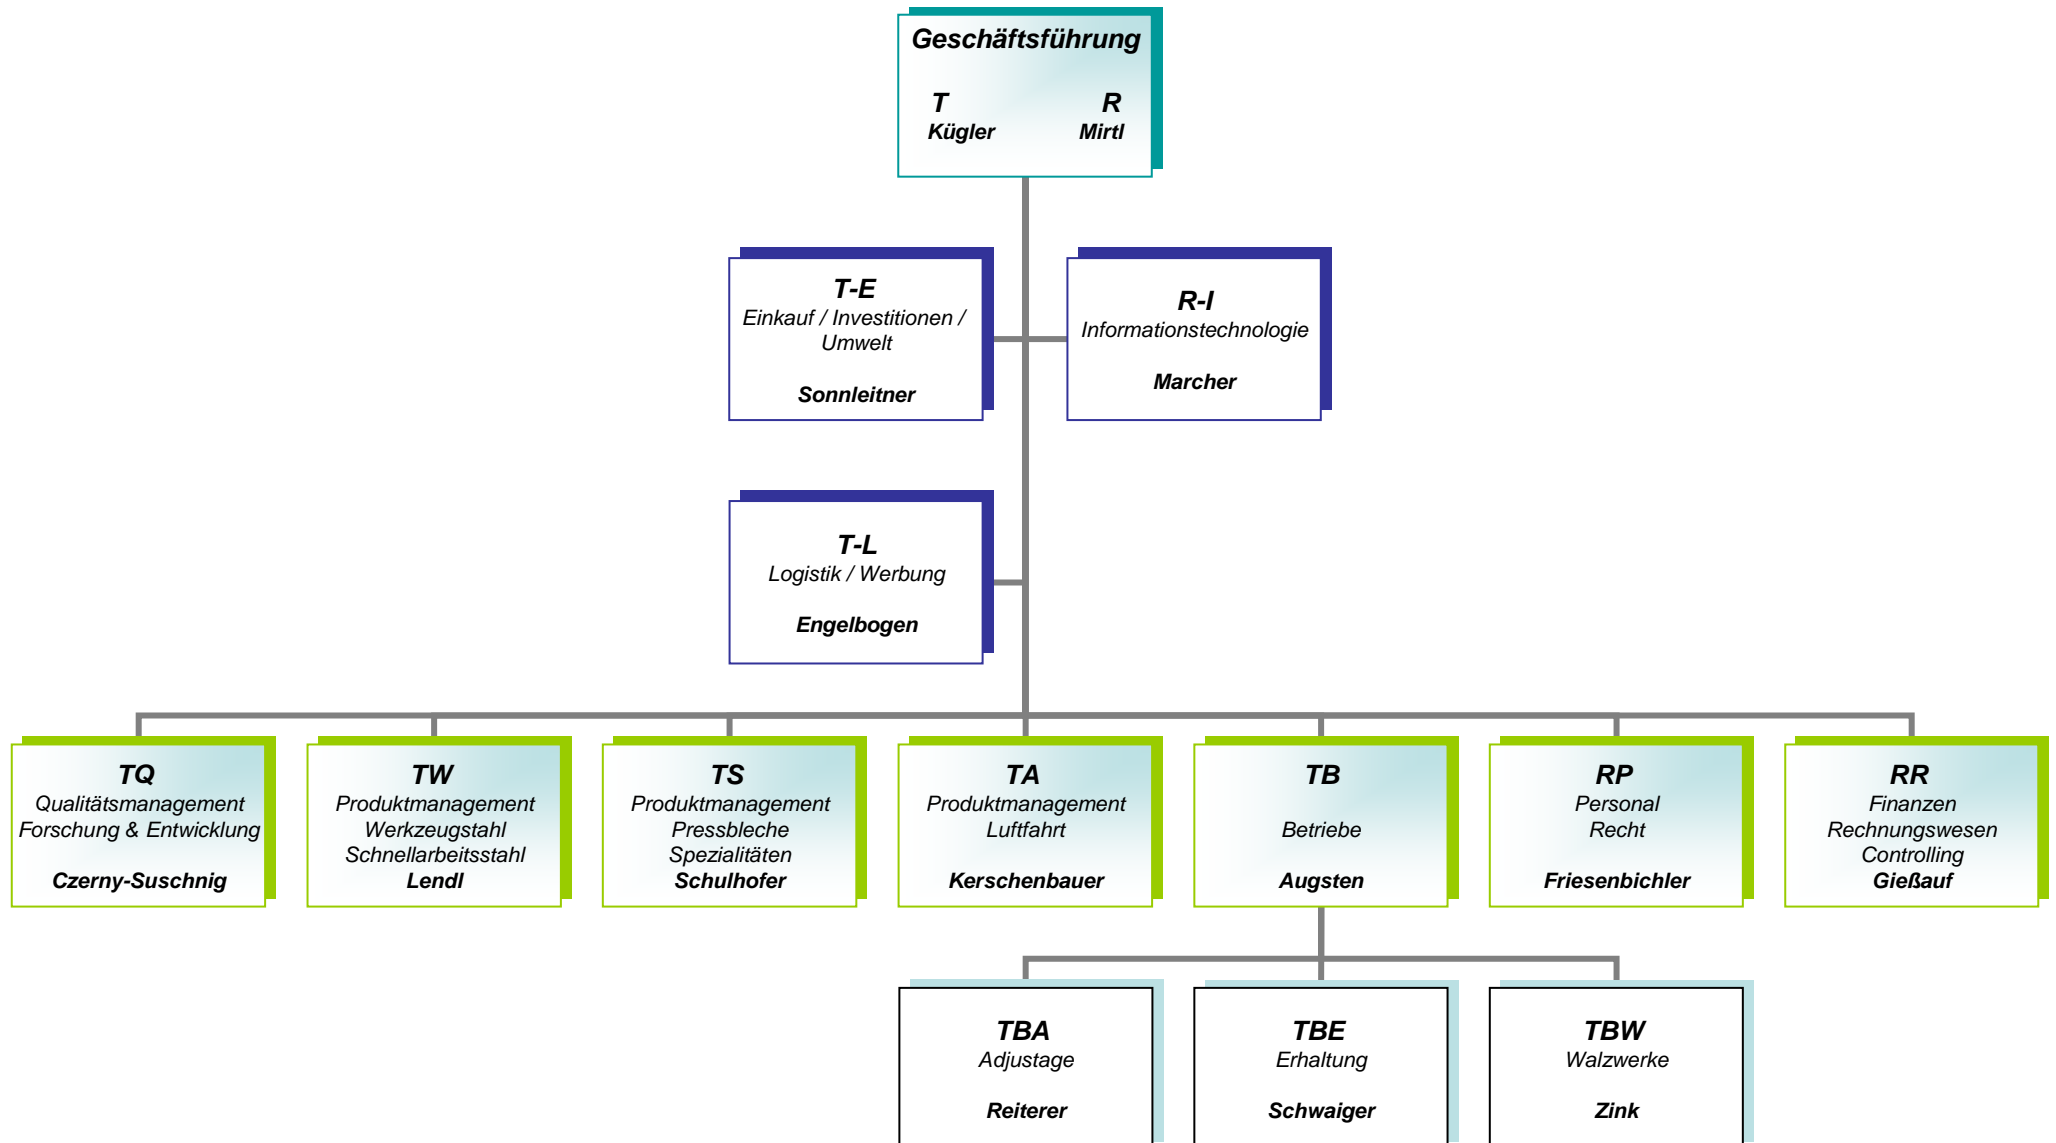 Geschäftsführung
T R
Kügler Mirtl
T-E
Einkauf / Investitionen /
Umwelt
Sonnleitner
R-I
Informationstechnologie
Marcher
T-L
Logistik / Werbung
Engelbogen
TQ
Qualitätsmanagement
Forschung & Entwicklung
Czerny-Suschnig
TW
Produktmanagement
Werkzeugstahl
Schnellarbeitsstahl
Lendl
TS
Produktmanagement
Pressbleche
Spezialitäten
Schulhofer
TA
Produktmanagement
Luftfahrt
Kerschenbauer
TB
Betriebe
Augsten
RP
Personal
Recht
Friesenbichler
RR
Finanzen
Rechnungswesen
Controlling
Gießauf
TBA
Adjustage
Reiterer
TBE
Erhaltung
Schwaiger
TBW
Walzwerke
Zink